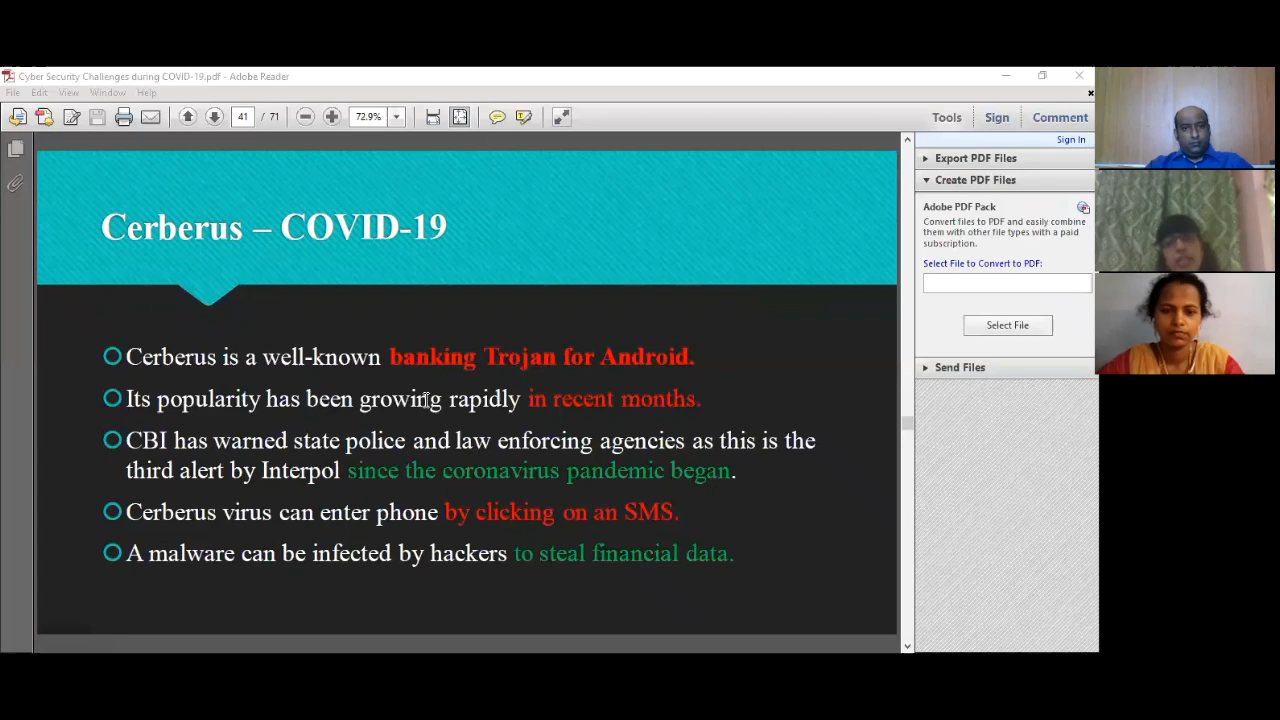 Cyber Security Challenges during COVID-19.pdf - Adobe Reader
File Edit View Window Help
41 / 71 72.9% Tools Sign Comment
Sign In
Export PDF Files
Create PDF Files
Adobe PDF Pack
Convert files to PDF and easily combine
them with other file types with a paid
subscription.
Select File to Convert to PDF:
Select File
Send Files
Cerberus – COVID-19
Cerberus is a well-known banking Trojan for Android.
Its popularity has been growing rapidly in recent months.
CBI has warned state police and law enforcing agencies as this is the
third alert by Interpol since the coronavirus pandemic began.
Cerberus virus can enter phone by clicking on an SMS.
A malware can be infected by hackers to steal financial data.